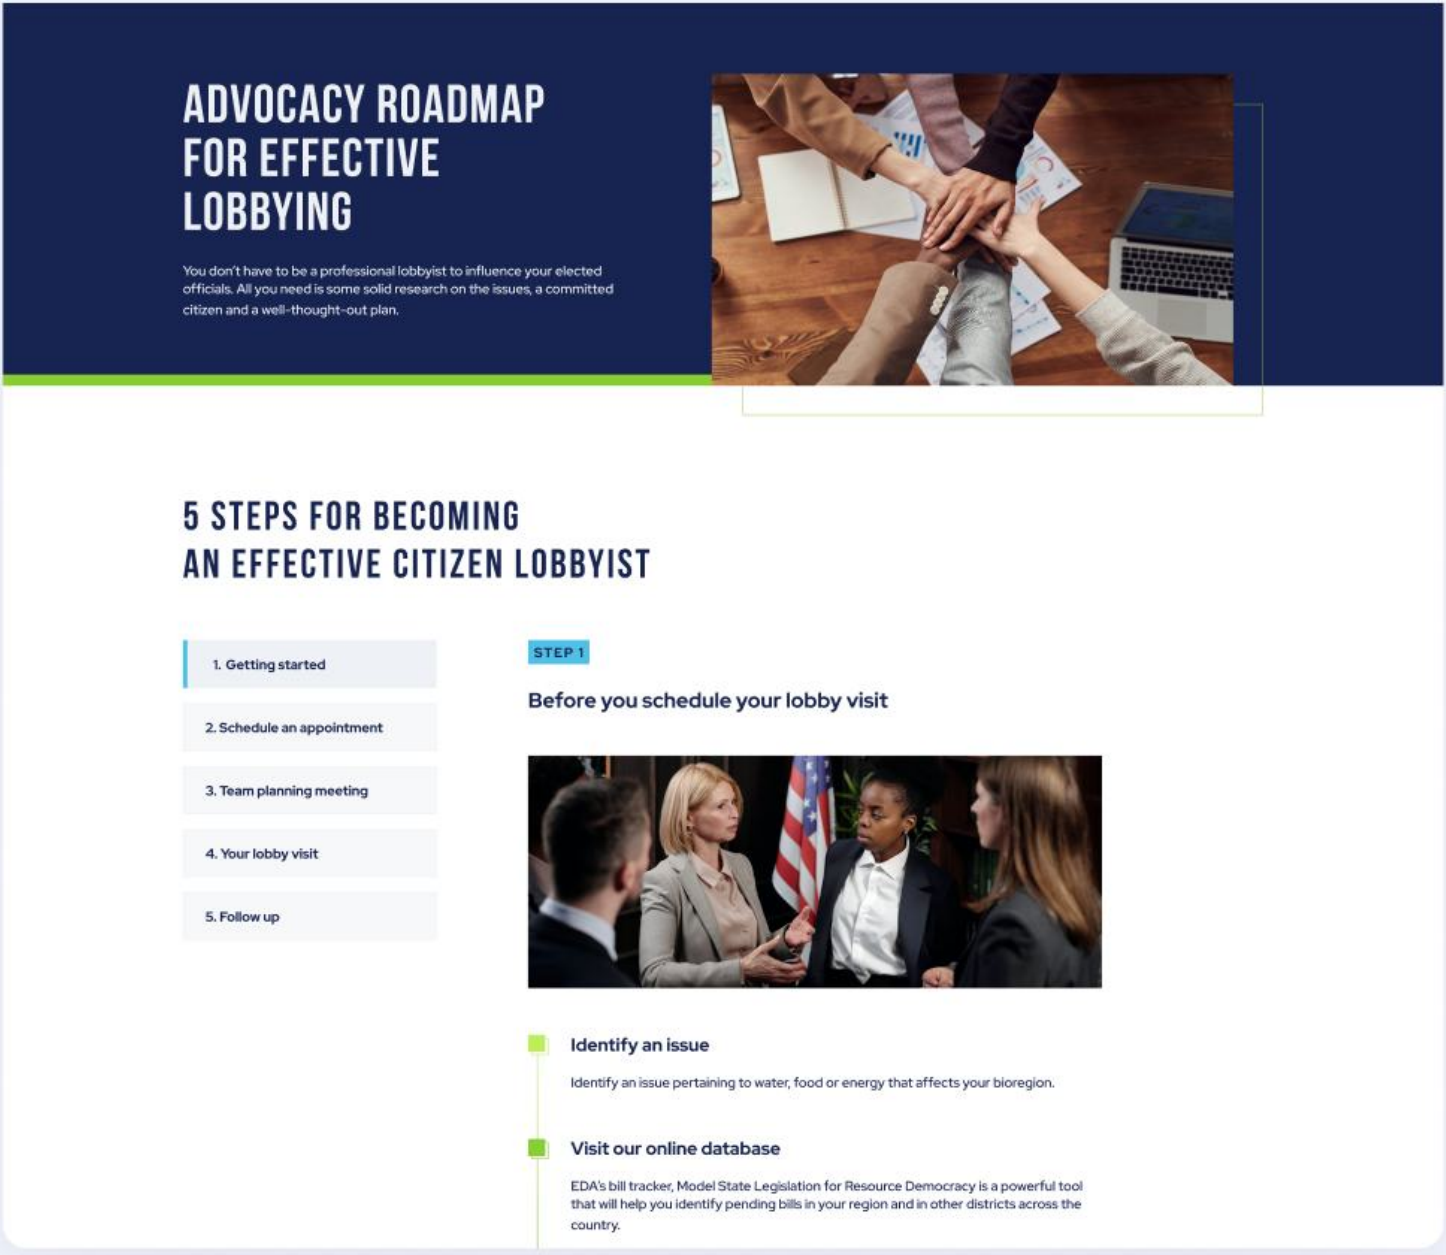 ADVOCACY ROADMAP
FOR EFFECTIVE
LOBBYING
You don't have to be a professional lobbyist to influence your elected
officials. All you need is some solid research on the issues, a committed
citizen and a well-thought-out plan.
5 STEPS FOR BECOMING
AN EFFECTIVE CITIZEN LOBBYIST
1. Getting started
2. Schedule an appointment
3. Team planning meeting
4. Your lobby visit
5. Follow up
STEP 1
Before you schedule your lobby visit
Identify an issue
Identify an issue pertaining to water, food or energy that affects your bioregion.
Visit our online database
EDA's bill tracker, Model State Legislation for Resource Democracy is a powerful tool
that will help you identify pending bills in your region and in other districts across the
country.